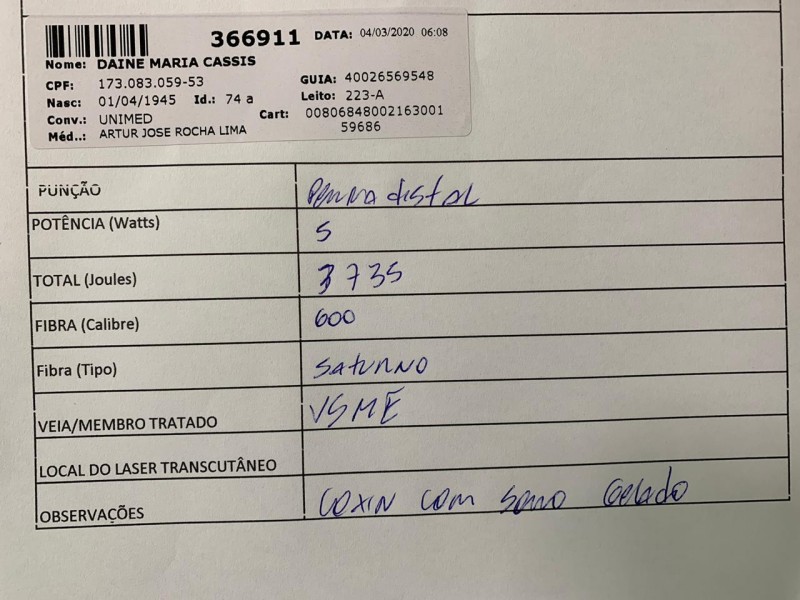 366911 DATA: 04/03/2020 06:08
Nome: DAINE MARIA CASSIS
CPF: 173.083.059-53 GUIA: 40026569548
Nasc: 01/04/1945 Id.: 74 a Leito: 223-A
Conv.: UNIMED Cart: 00806848002163001
59686
Méd..: ARTUR JOSE ROCHA LIMA
PUNÇÃO Perna distal
POTÊNCIA (Watts) 5
TOTAL (Joules) 3735
FIBRA (Calibre) 600
Fibra (Tipo) Saturno
VEIA/MEMBRO TRATADO VSME
LOCAL DO LASER TRANSCUTÂNEO
OBSERVAÇÕES COXIN COM Soro Gelado